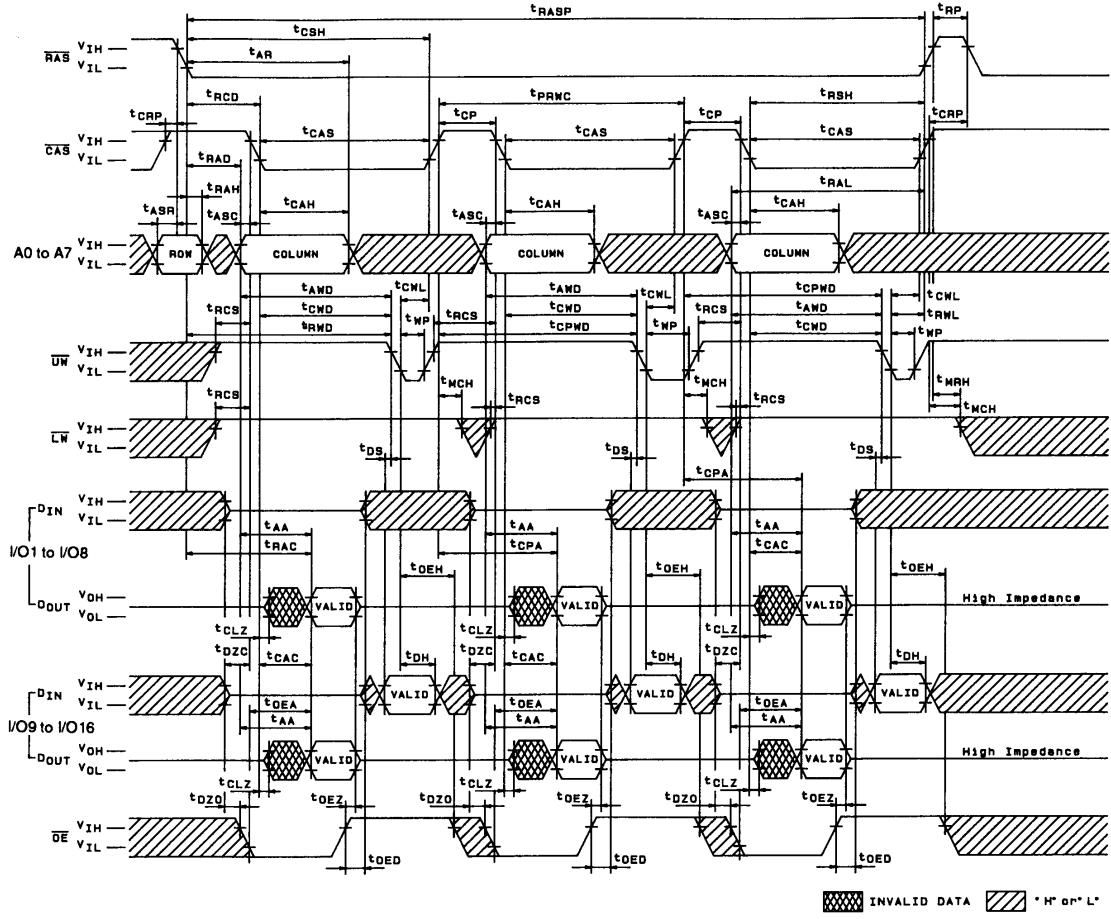 tRASP
tRP
tCSH
tAR
RAS VIH
VIL
tRCD
tPRWC
tRSH
tCRP
tCP
tCP
tCRP
CAS VIH
VIL
tCAS
tCAS
tCAS
tRAD
tRAH
tRAL
tASR
tASC
tCAH
tASC
tCAH
tASC
tCAH
A0 to A7 VIH
VIL
ROW
COLUMN
COLUMN
COLUMN
tAWD
tCWL
tAWD
tCWL
tCPWD
tCWL
tRCS
tCWD
tRCS
tCWD
tRCS
tAWD
tRWL
tRWD
tWP
tCPWD
tWP
tCWD
tWP
UW VIH
VIL
tMCH
tMCH
tMRH
tRCS
tRCS
tRCS
tMCH
LW VIH
VIL
tDS
tDS
tDS
tCPA
DIN VIH
VIL
I/O1 to I/O8
tAA
tAA
tAA
tRAC
tCPA
tCAC
tOEH
tOEH
tOEH
DOUT VOH
VOL
VALID
VALID
VALID
High Impedance
tCLZ
tCLZ
tCLZ
tDZC
tCAC
tDH
tDZC
tCAC
tDH
tDZC
tDH
DIN VIH
VIL
VALID
VALID
VALID
I/O9 to I/O16
tOEA
tOEA
tOEA
tAA
tAA
tAA
DOUT VOH
VOL
VALID
VALID
VALID
High Impedance
tCLZ
tCLZ
tCLZ
tDZO
tOEZ
tDZO
tOEZ
tDZO
tOEZ
OE VIH
VIL
tOED
tOED
tOED
INVALID DATA
"H" or "L"